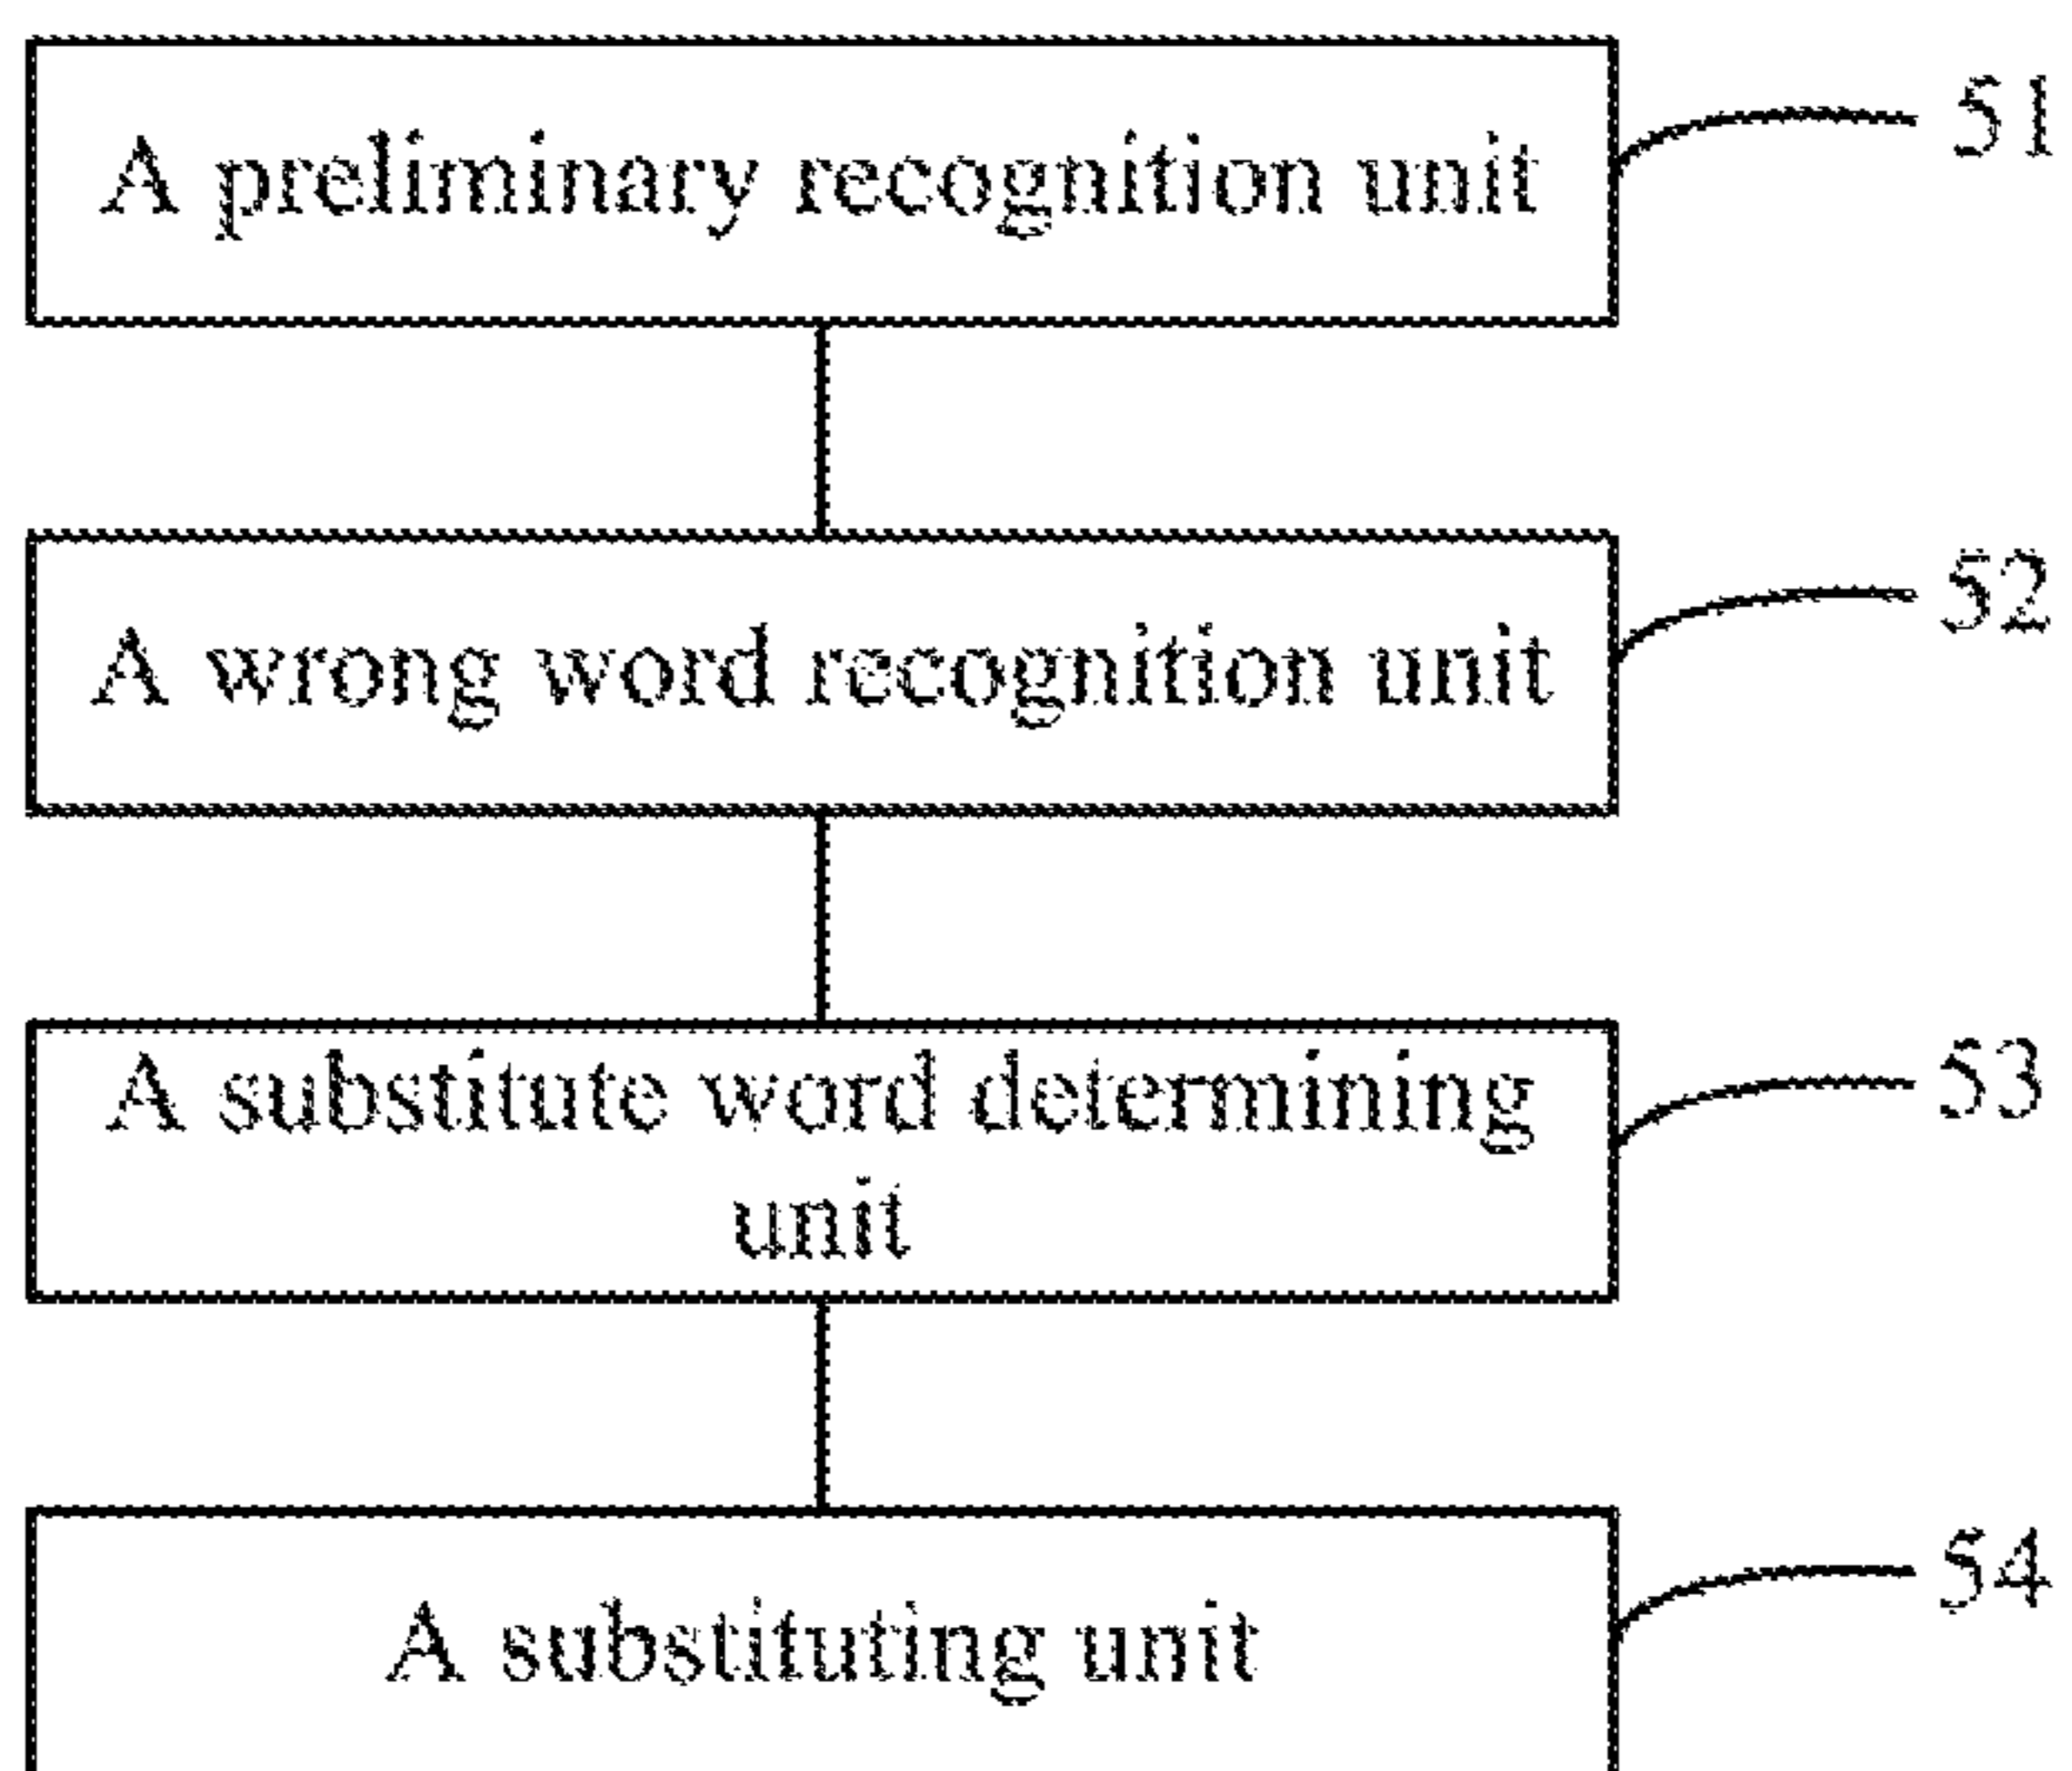 A preliminary recognition unit
51
A wrong word recognition unit
52
A substitute word determining
unit
53
A substituting unit
54